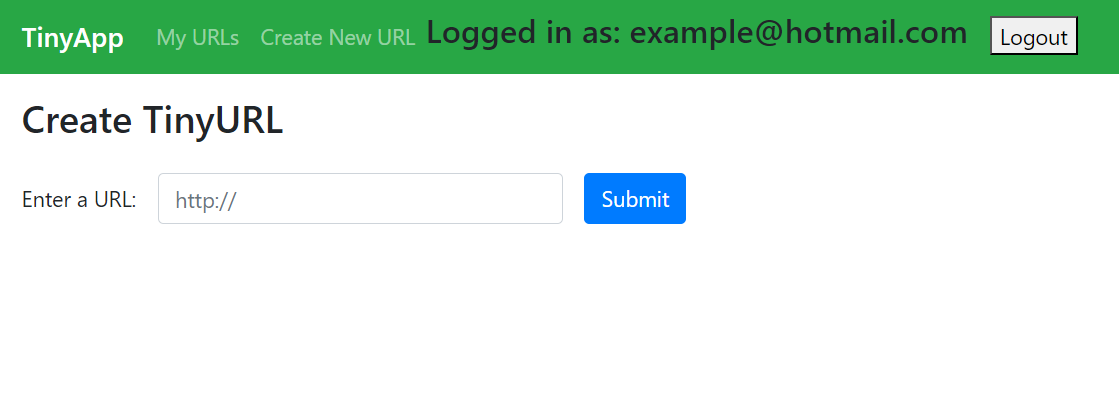 TinyApp My URLs Create New URL Logged in as: example@hotmail.com Logout
Create TinyURL
Enter a URL: http:// Submit